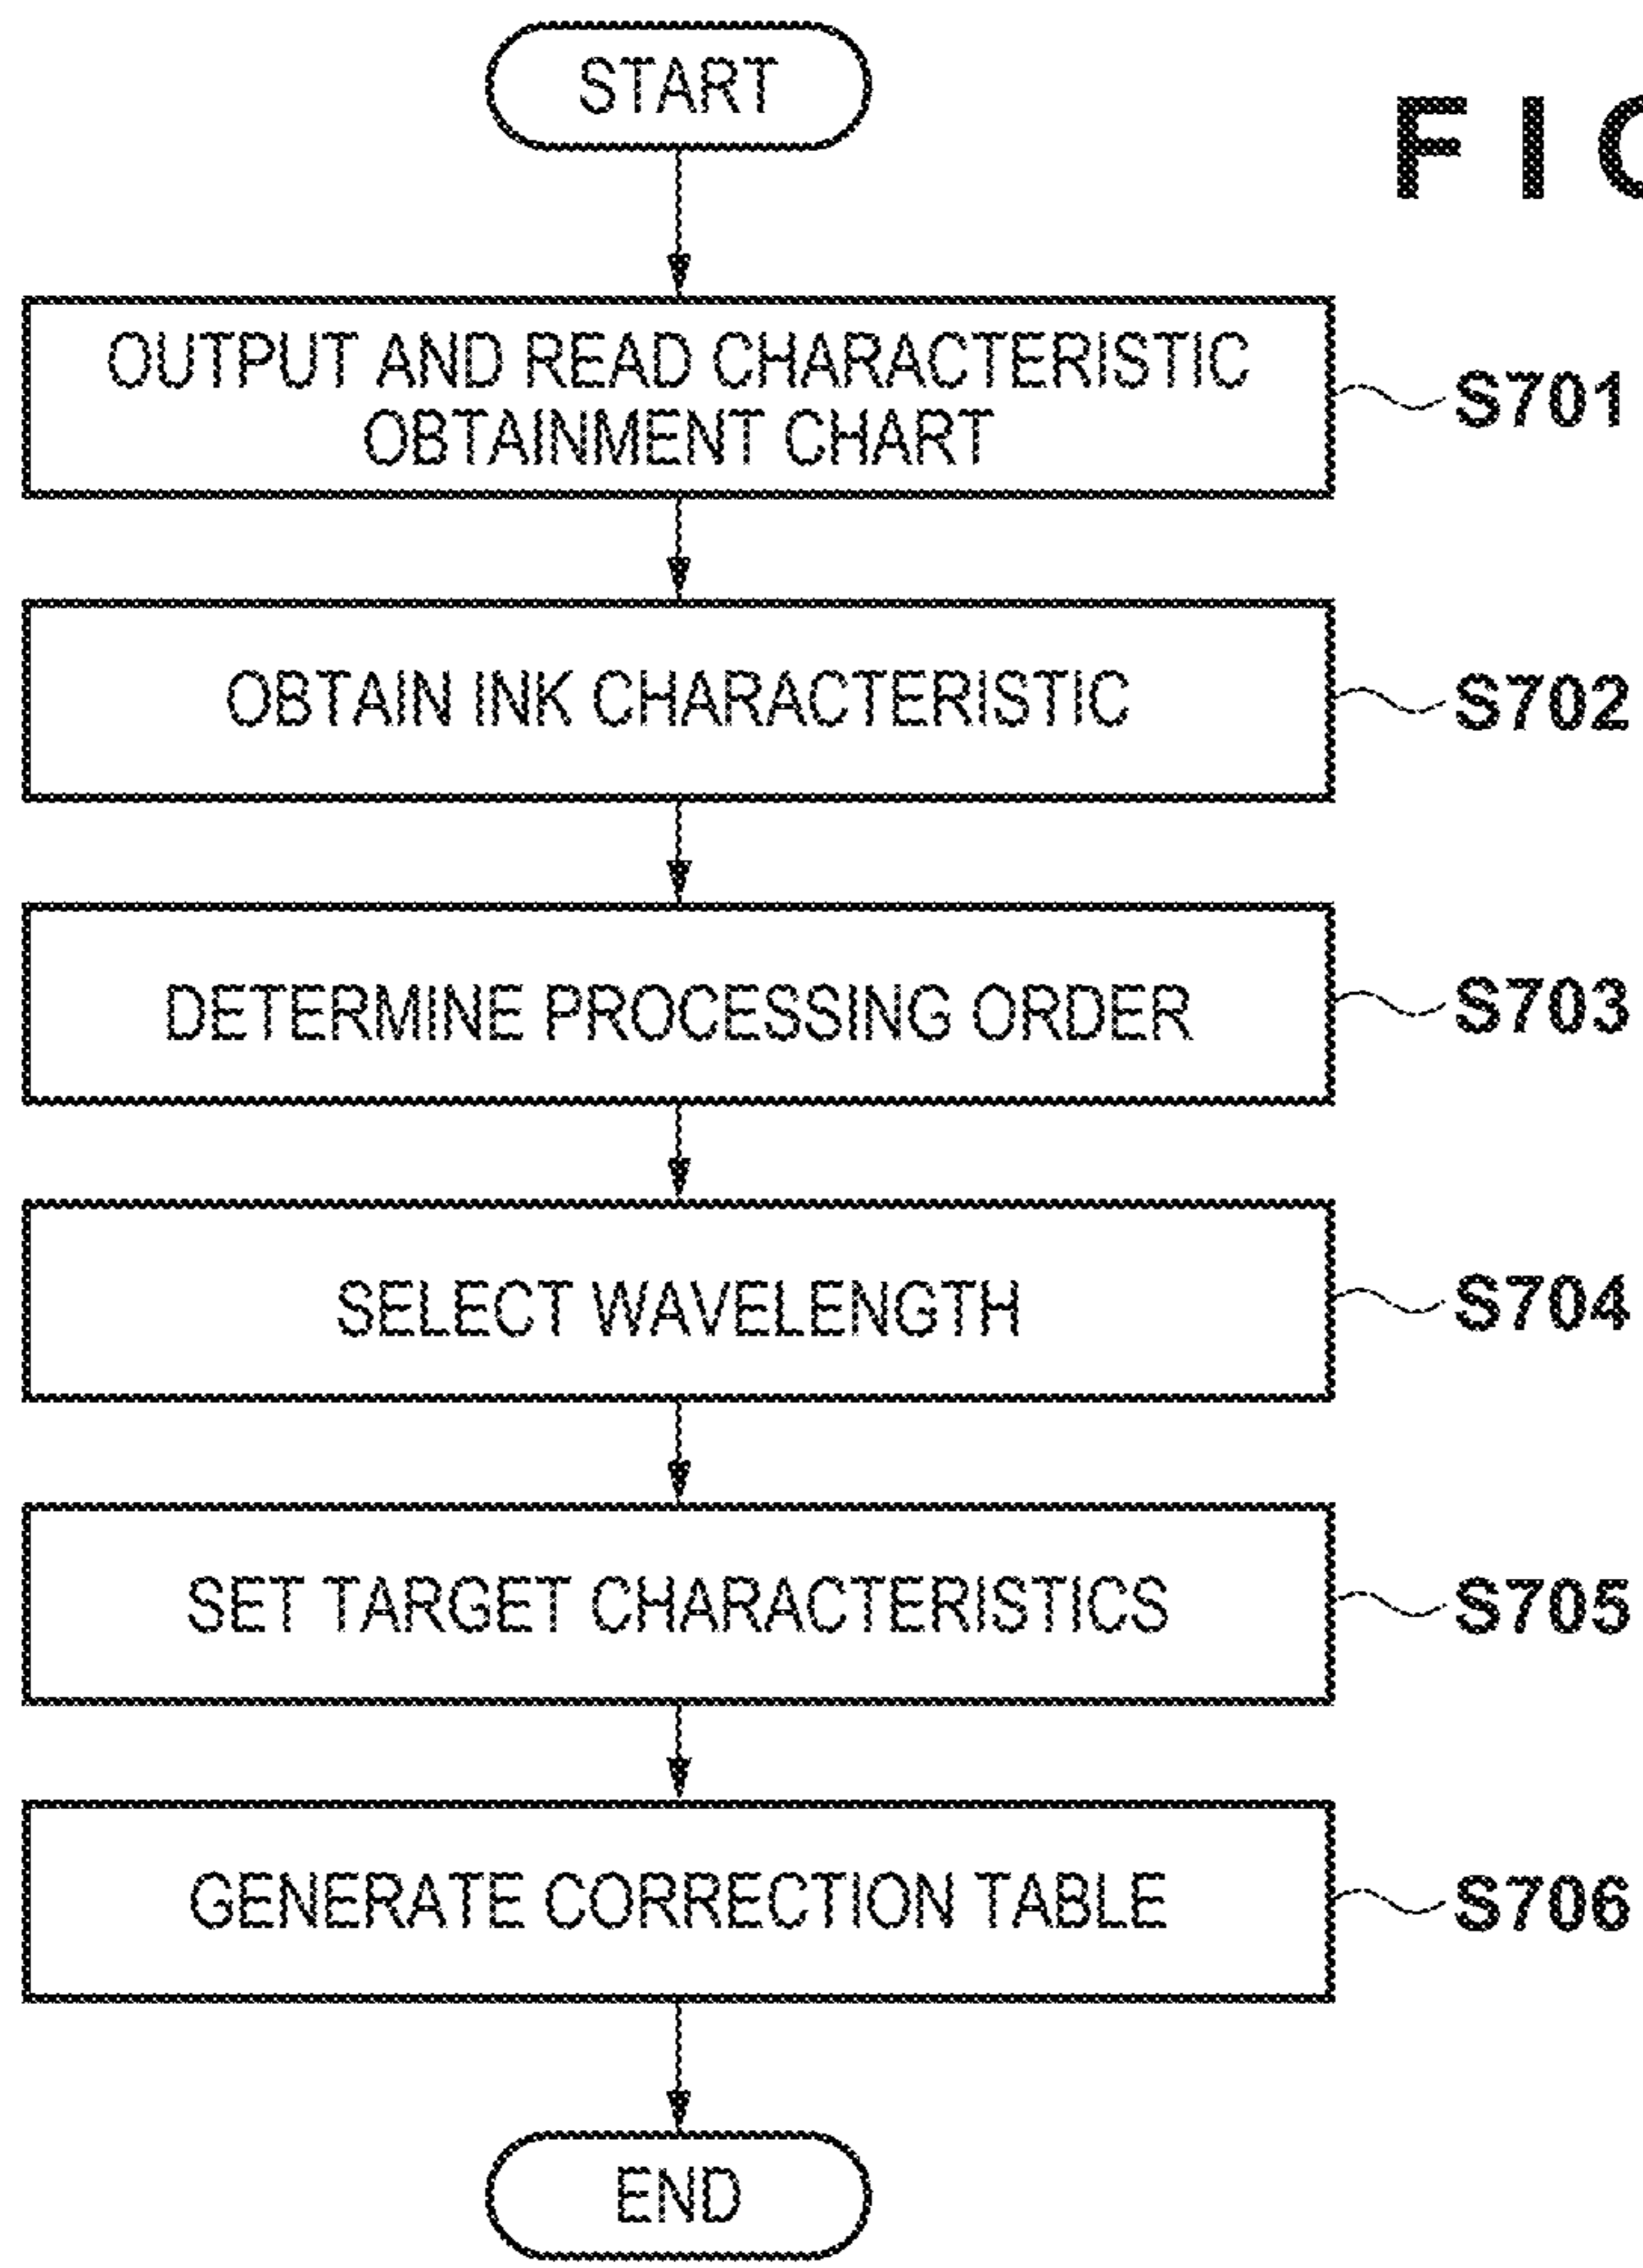 START
FI
OUTPUT AND READ CHARACTERISTIC
OBTAINMENT CHART
S701
OBTAIN INK CHARACTERISTIC
S702
DETERMINE PROCESSING ORDER
S703
SELECT WAVELENGTH
S704
SET TARGET CHARACTERISTICS
S705
GENERATE CORRECTION TABLE
S706
END